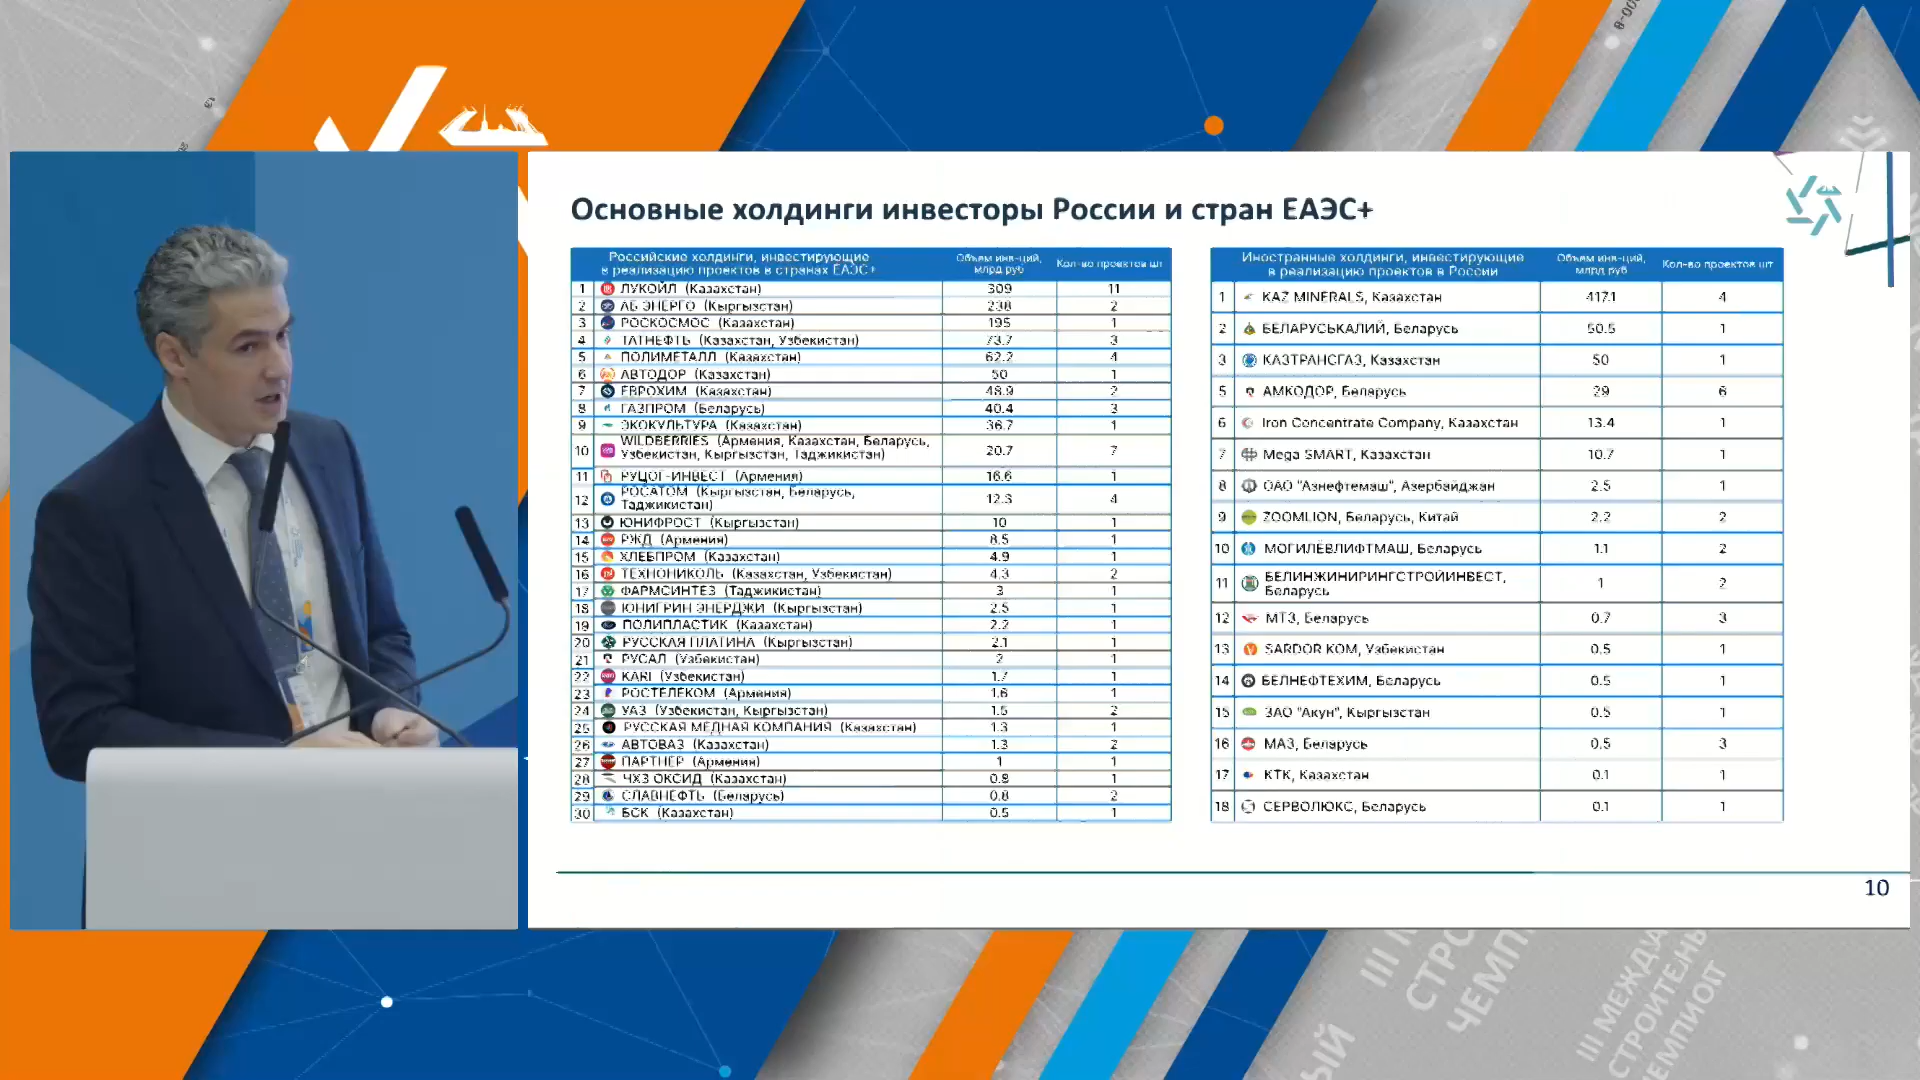 Основные холдинги инвесторы России и стран ЕАЭС+
Российские холдинги, инвестирующие
в реализацию проектов в странах ЕАЭС+
Объем инв-ций,
млрд руб
Кол-во проектов шт
1 ЛУКОЙЛ (Казахстан) 309 11
2 АБ ЭНЕРГО (Кыргызстан) 238 2
3 РОСКОСМОС (Казахстан) 195 1
4 ТАТНЕФТЬ (Казахстан, Узбекистан) 73.7 3
5 ПОЛИМЕТАЛЛ (Казахстан) 62.2 4
6 АВТОДОР (Казахстан) 50 1
7 ЕВРОХИМ (Казахстан) 48.9 2
8 ГАЗПРОМ (Беларусь) 40.4 3
9 ЭКОКУЛЬТУРА (Казахстан) 36.7 1
10 WILDBERRIES (Армения, Казахстан, Беларусь,
Узбекистан, Кыргызстан, Таджикистан) 20.7 7
11 РУЦОГ-ИНВЕСТ (Армения) 16.6 1
12 РОСАТОМ (Кыргызстан, Беларусь,
Таджикистан) 12.3 4
13 ЮНИФРОСТ (Кыргызстан) 10 1
14 РЖД (Армения) 8.5 1
15 ХЛЕБПРОМ (Казахстан) 4.9 1
16 ТЕХНОНИКОЛЬ (Казахстан, Узбекистан) 4.3 2
17 ФАРМСИНТЕЗ (Таджикистан) 3 1
18 ЮНИГРИН ЭНЕРДЖИ (Кыргызстан) 2.5 1
19 ПОЛИПЛАСТИК (Казахстан) 2.2 1
20 РУССКАЯ ПЛАТИНА (Кыргызстан) 2.1 1
21 РУСАЛ (Узбекистан) 2 1
22 KARI (Узбекистан) 1.7 1
23 РОСТЕЛЕКОМ (Армения) 1.6 1
24 УАЗ (Узбекистан, Кыргызстан) 1.5 2
25 РУССКАЯ МЕДНАЯ КОМПАНИЯ (Казахстан) 1.3 1
26 АВТОВАЗ (Казахстан) 1.3 2
27 ПАРТНЕР (Армения) 1 1
28 ЧХЗ ОКСИД (Казахстан) 0.9 1
29 СЛАВНЕФТЬ (Беларусь) 0.8 2
30 БСК (Казахстан) 0.5 1
Иностранные холдинги, инвестирующие
в реализацию проектов в России
Объем инв-ций,
млрд руб
Кол-во проектов шт
1 KAZ MINERALS, Казахстан 417.1 4
2 БЕЛАРУСЬКАЛИЙ, Беларусь 50.5 1
3 КАЗТРАНСГАЗ, Казахстан 50 1
5 АМКОДОР, Беларусь 29 6
6 Iron Concentrate Company, Казахстан 13.4 1
7 Mega SMART, Казахстан 10.7 1
8 ОАО "Азнефтемаш", Азербайджан 2.5 1
9 ZOOMLION, Беларусь, Китай 2.2 2
10 МОГИЛЁВЛИФТМАШ, Беларусь 1.1 2
11 БЕЛИНЖИНИРИНГСТРОЙИНВЕСТ,
Беларусь 1 2
12 МТЗ, Беларусь 0.7 3
13 SARDOR KOM, Узбекистан 0.5 1
14 БЕЛНЕФТЕХИМ, Беларусь 0.5 1
15 ЗАО "Акун", Кыргызстан 0.5 1
16 МАЗ, Беларусь 0.5 3
17 КТК, Казахстан 0.1 1
18 СЕРВОЛЮКС, Беларусь 0.1 1
10